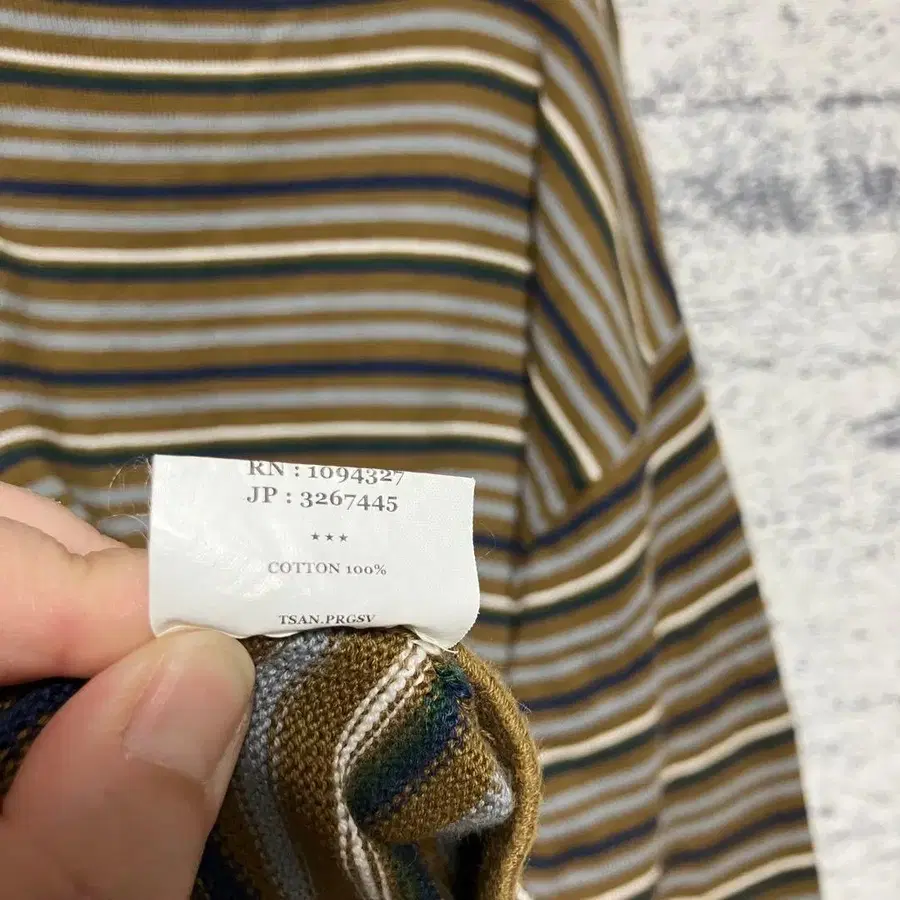 RN : 1094327
JP : 3267445
★★★
COTTON 100%
TSAN.PRGSV